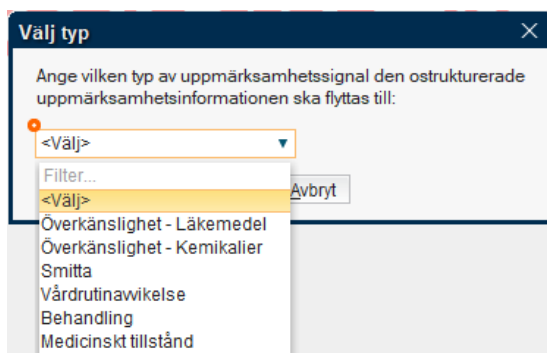 Välj typ
Ange vilken typ av uppmärksamhetssignal den ostrukturerade
uppmärksamhetsinformationen ska flyttas till:
<Välj>
Filter...
<Välj>
Avbryt
Överkänslighet - Läkemedel
Överkänslighet - Kemikalier
Smitta
Vårdrutinavvikelse
Behandling
Medicinskt tillstånd